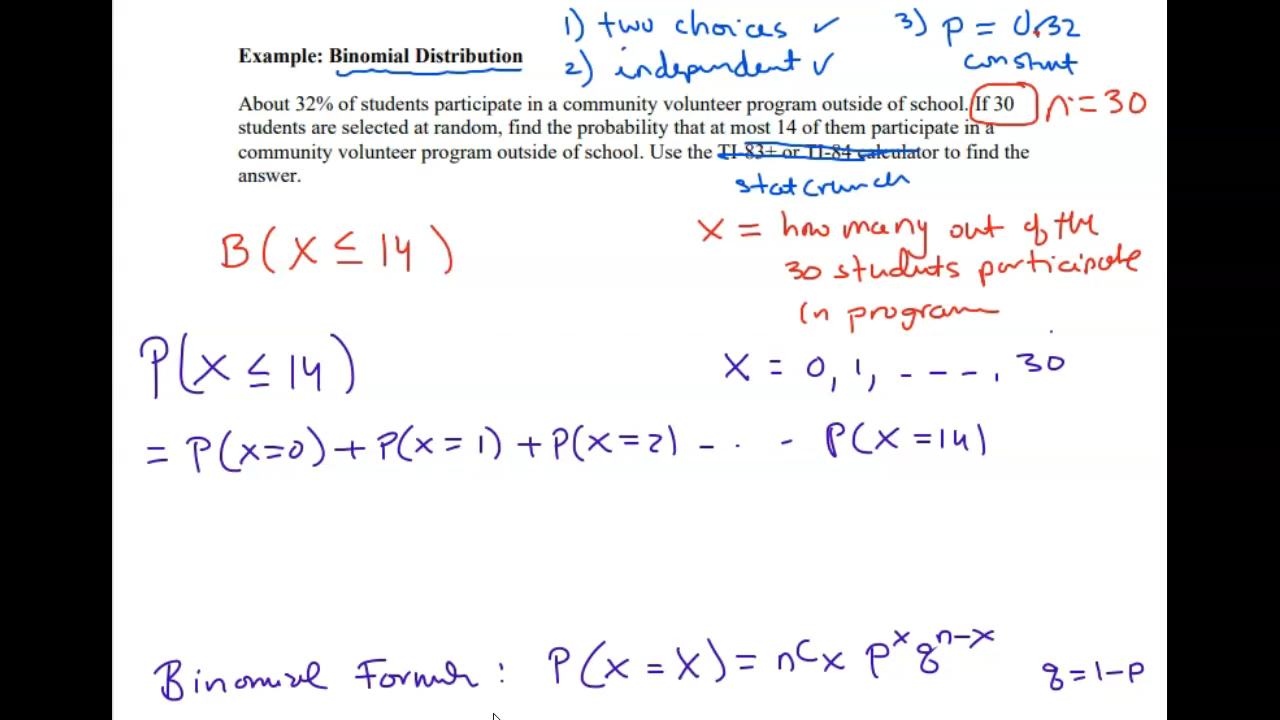 1) two choices ✓ 3) p = 0.32
Example: Binomial Distribution 2) independent ✓ constant
About 32% of students participate in a community volunteer program outside of school. If 30 n = 30
students are selected at random, find the probability that at most 14 of them participate in a
community volunteer program outside of school. Use the TI-83+ or TI-84 calculator to find the
answer.
statcrunch
B(X ≤ 14) X = how many out of the
30 students participate
in program
P(X ≤ 14) X = 0, 1, - - - -, 30
= P(x=0) + P(x=1) + P(x=2) - · - P(X=14)
Binomial Formula : P(X = x) = nCx p^x q^n-x q = 1-p